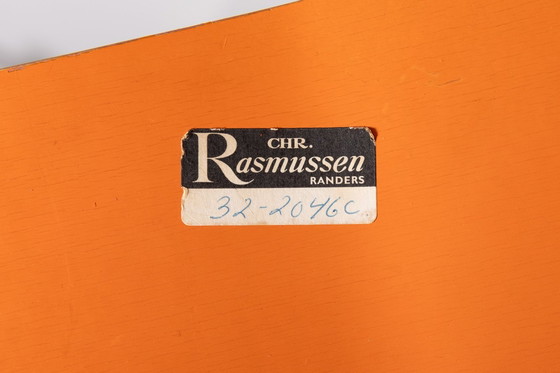 CHR.
Rasmussen
RANDERS
32-2046C